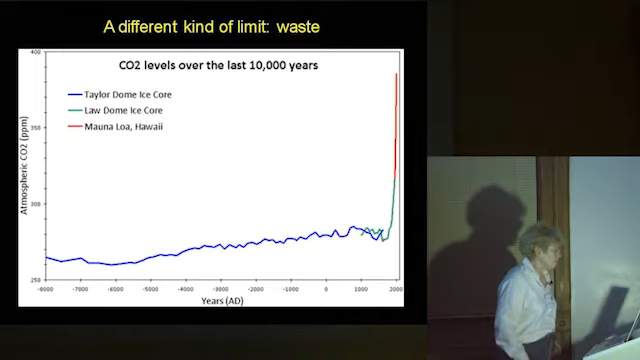 A different kind of limit: waste
CO2 levels over the last 10,000 years
Taylor Dome Ice Core
Law Dome Ice Core
Mauna Loa, Hawaii
Atmospheric CO2 (ppm)
400
350
300
250
-8000 -7000 -6000 -5000 -4000 -3000 -2000 -1000 0 1000 2000
Years (AD)